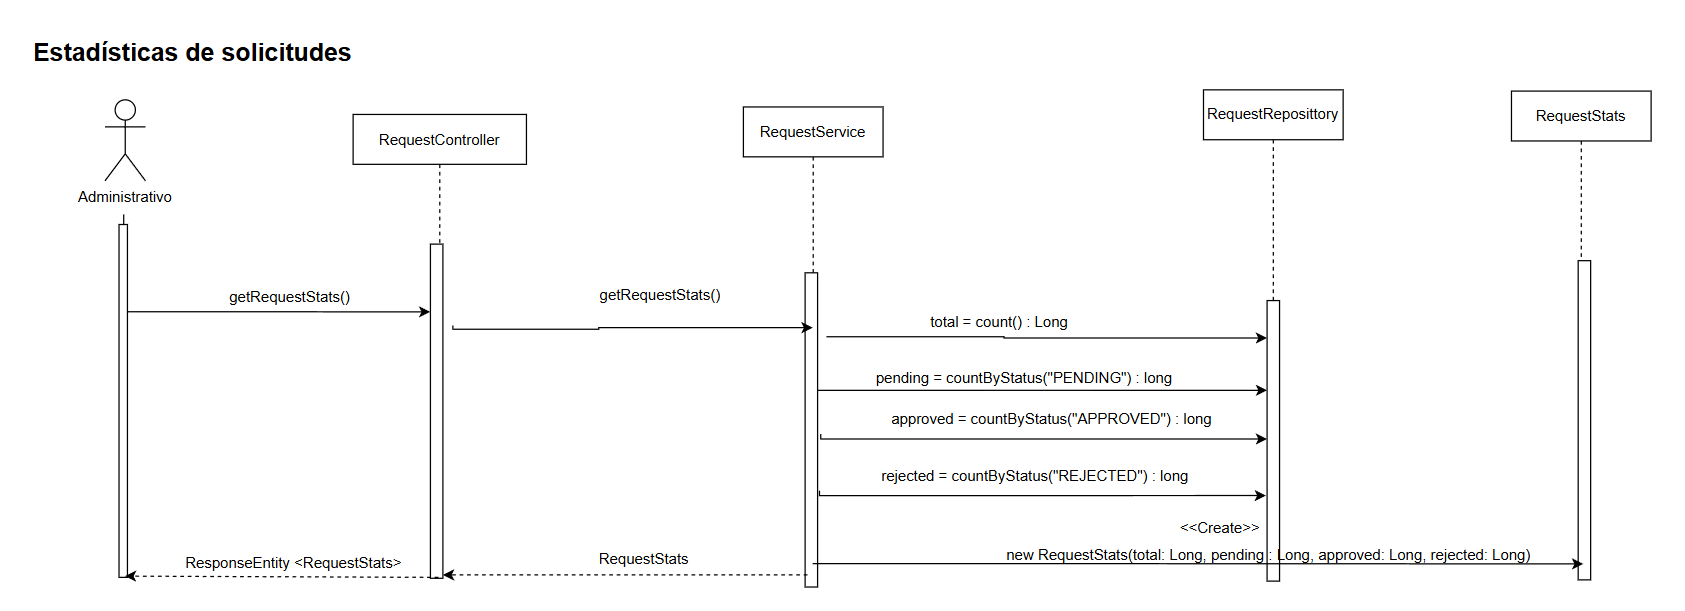 Estadísticas de solicitudes
Administrativo
RequestController
RequestService
RequestReposittory
RequestStats
getRequestStats()
getRequestStats()
total = count() : Long
pending = countByStatus("PENDING") : long
approved = countByStatus("APPROVED") : long
rejected = countByStatus("REJECTED") : long
<<Create>>
new RequestStats(total: Long, pending : Long, approved: Long, rejected: Long)
RequestStats
ResponseEntity <RequestStats>